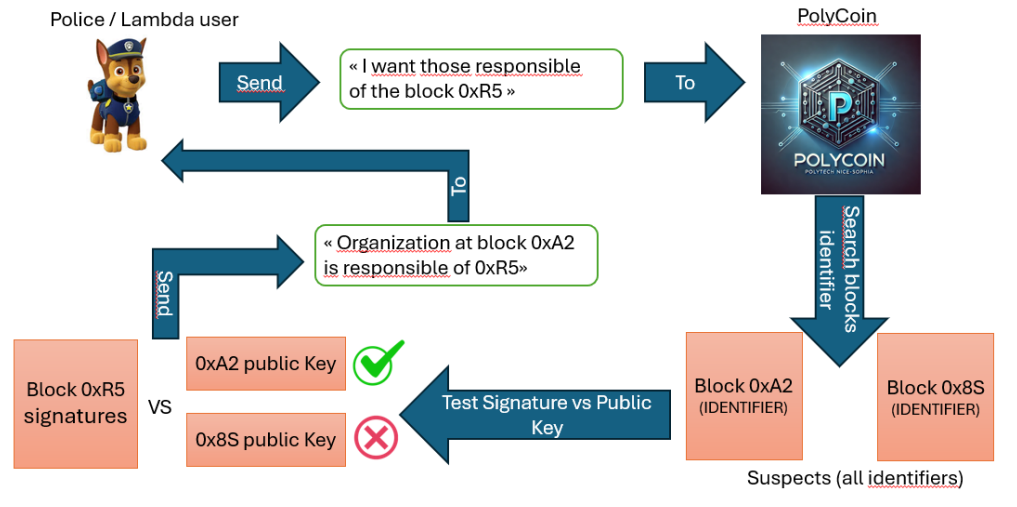 Police / Lambda user
PolyCoin
Send
« I want those responsible
of the block 0xR5 »
To
POLYCOIN
POLYTECH NICE-SOPHIA
To
« Organization at block 0xA2
is responsible of 0xR5»
Send
Search blocks
identifier
Block 0xR5
signatures
VS
0xA2 public Key
0x8S public Key
Test Signature vs Public
Key
Block 0xA2
(IDENTIFIER)
Block 0x8S
(IDENTIFIER)
Suspects (all identifiers)